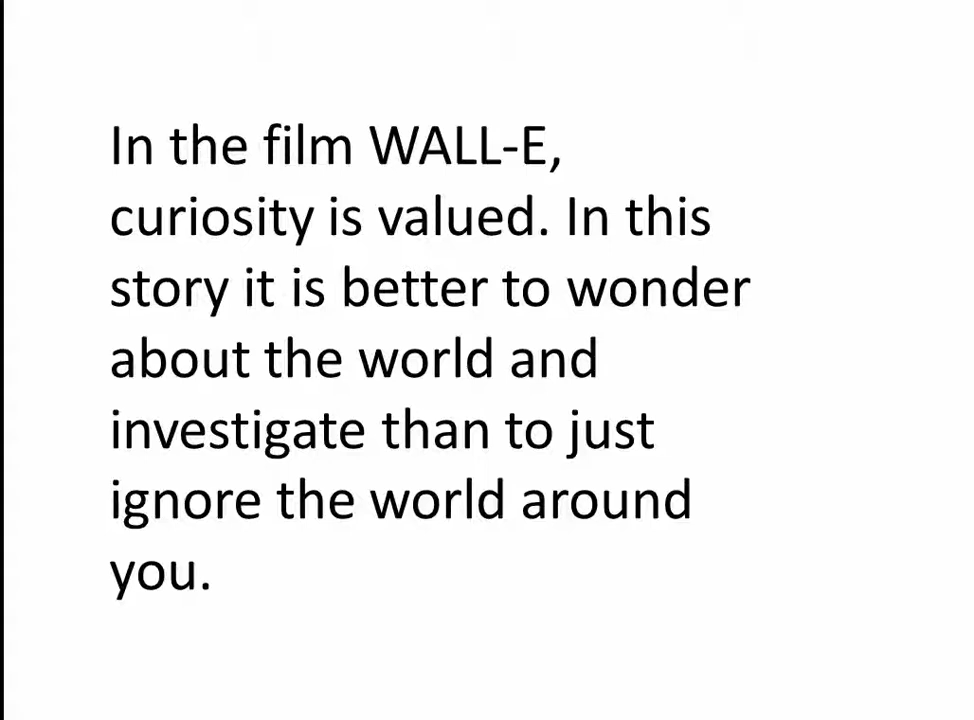 In the film WALL-E,
curiosity is valued. In this
story it is better to wonder
about the world and
investigate than to just
ignore the world around
you.